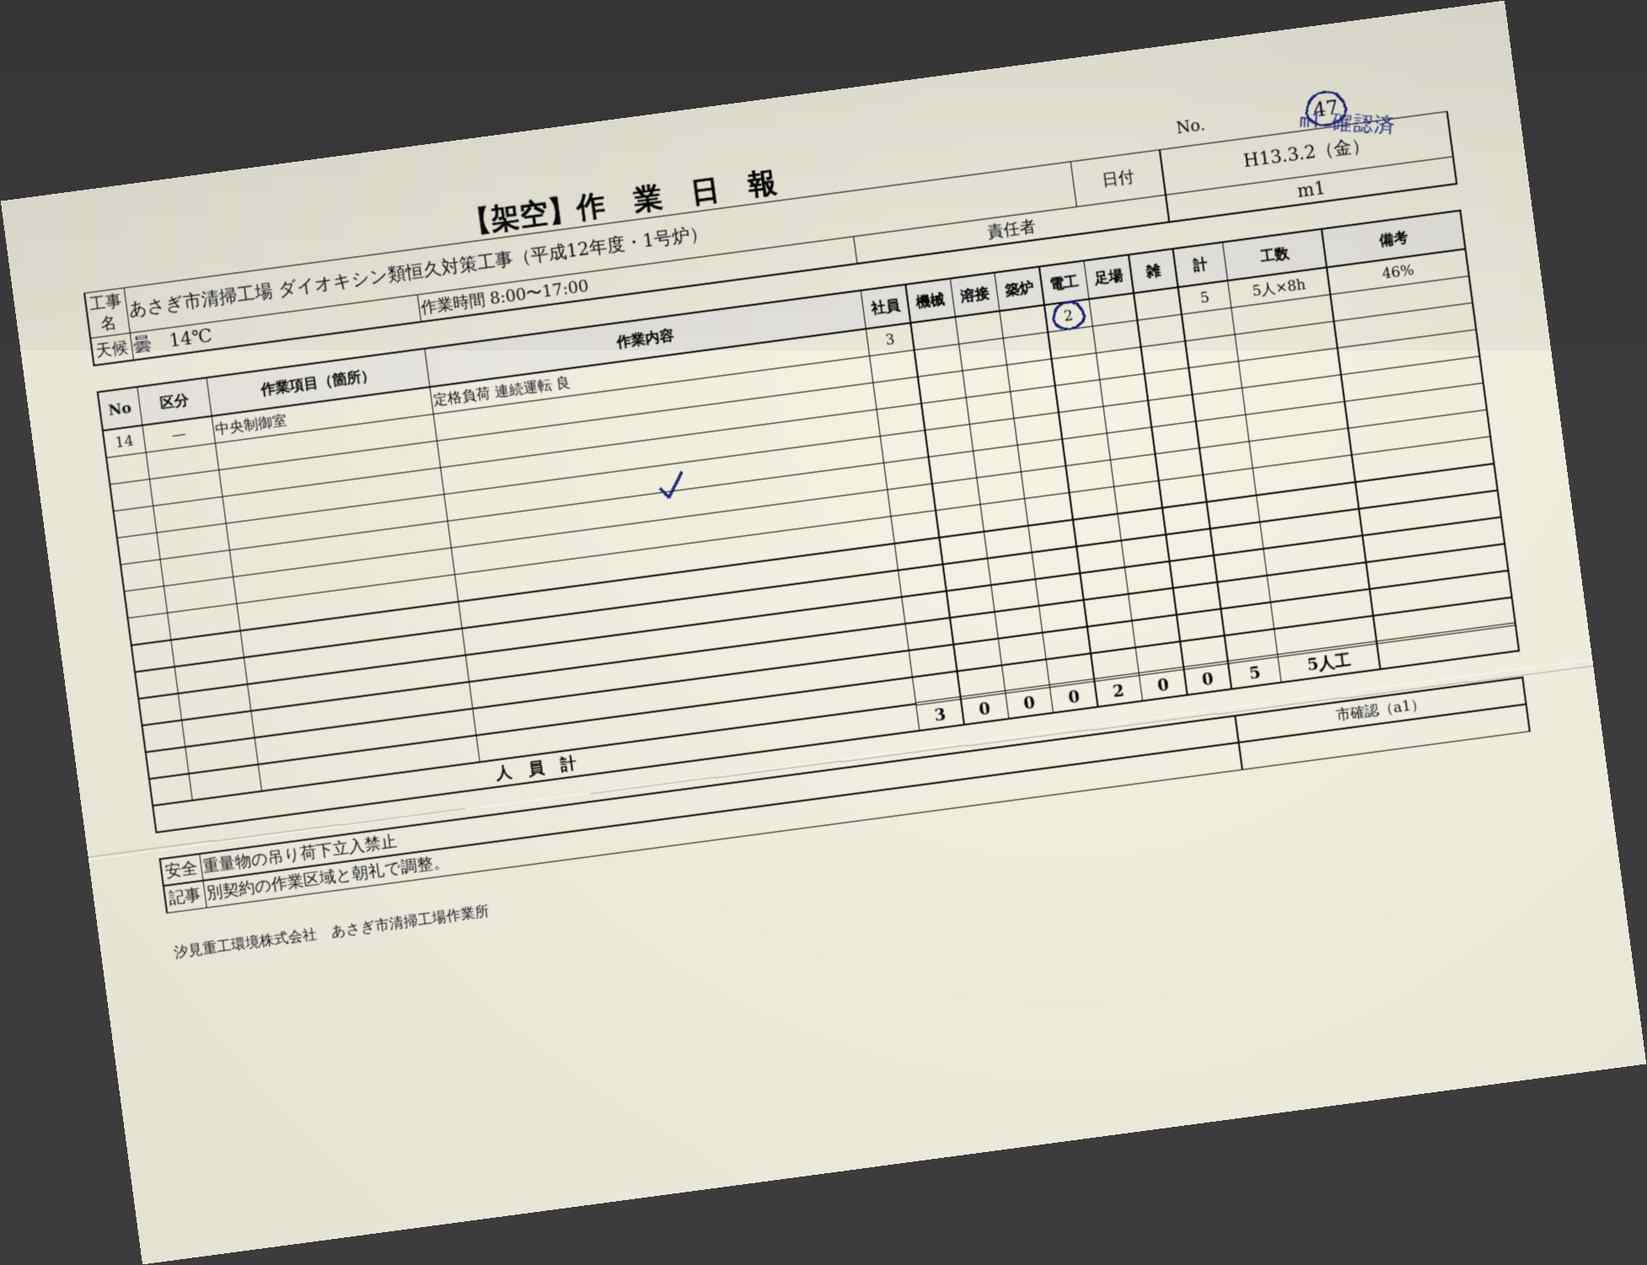 No. 47
m1 確認済
【架空】作 業 日 報
工事名 あさぎ市清掃工場 ダイオキシン類恒久対策工事（平成12年度・1号炉） 日付 H13.3.2（金）
天候 曇 14℃ 作業時間 8:00〜17:00 責任者 m1
No 区分 作業項目（箇所） 作業内容 社員 機械 溶接 築炉 電工 足場 雑 計 工数 備考
14 — 中央制御室 定格負荷 連続運転 良 3 2 5 5人×8h 46%
人 員 計 3 0 0 0 2 0 0 5 5人工
安全 重量物の吊り荷下立入禁止 市確認（a1）
記事 別契約の作業区域と朝礼で調整。
汐見重工環境株式会社 あさぎ市清掃工場作業所